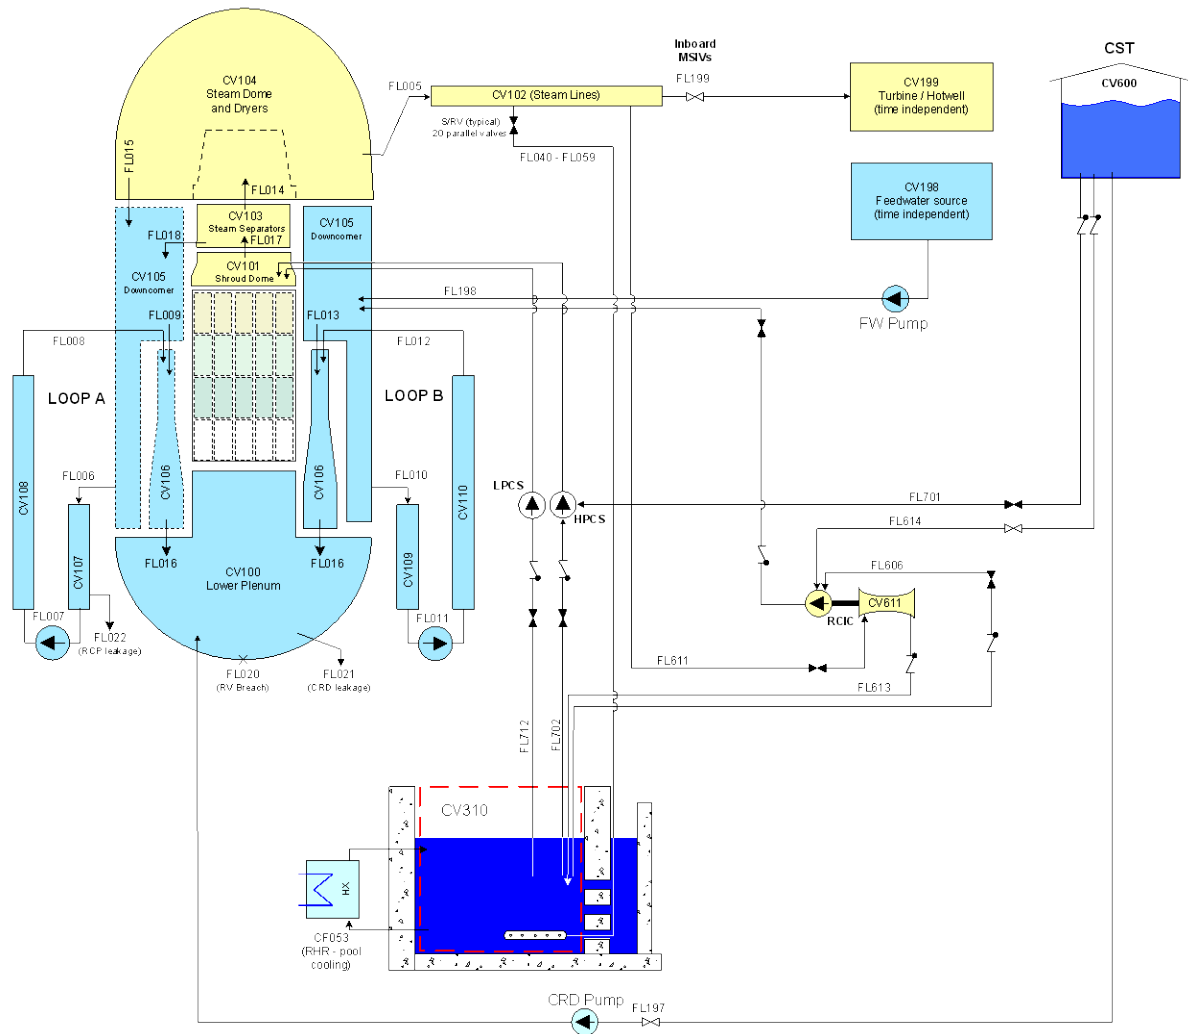 Inboard
MSIVs
FL199
CST
CV600
CV104
Steam Dome
and Dryers
FL005
CV102 (Steam Lines)
CV199
Turbine / Hotwell
(time independent)
S/RV (typical)
20 parallel valves
FL040 - FL059
FL015
FL014
CV198
Feedwater source
(time independent)
CV103
Steam Separators
CV105
Downcomer
FL018
FL017
CV101
Shroud Dome
CV105
Downcomer
FL198
FW Pump
FL009
FL013
FL008
FL012
LOOP A
LOOP B
CV106
CV106
FL006
FL010
CV108
CV110
LPCS
HPCS
FL701
FL614
FL016
FL016
CV100
Lower Plenum
CV107
CV109
FL606
CV611
RCIC
FL007
FL011
FL022
(RCP leakage)
FL020
(RV Breach)
FL021
(CRD leakage)
FL611
FL613
FL712
FL702
CV310
HX
CF053
(RHR - pool
cooling)
CRD Pump
FL197